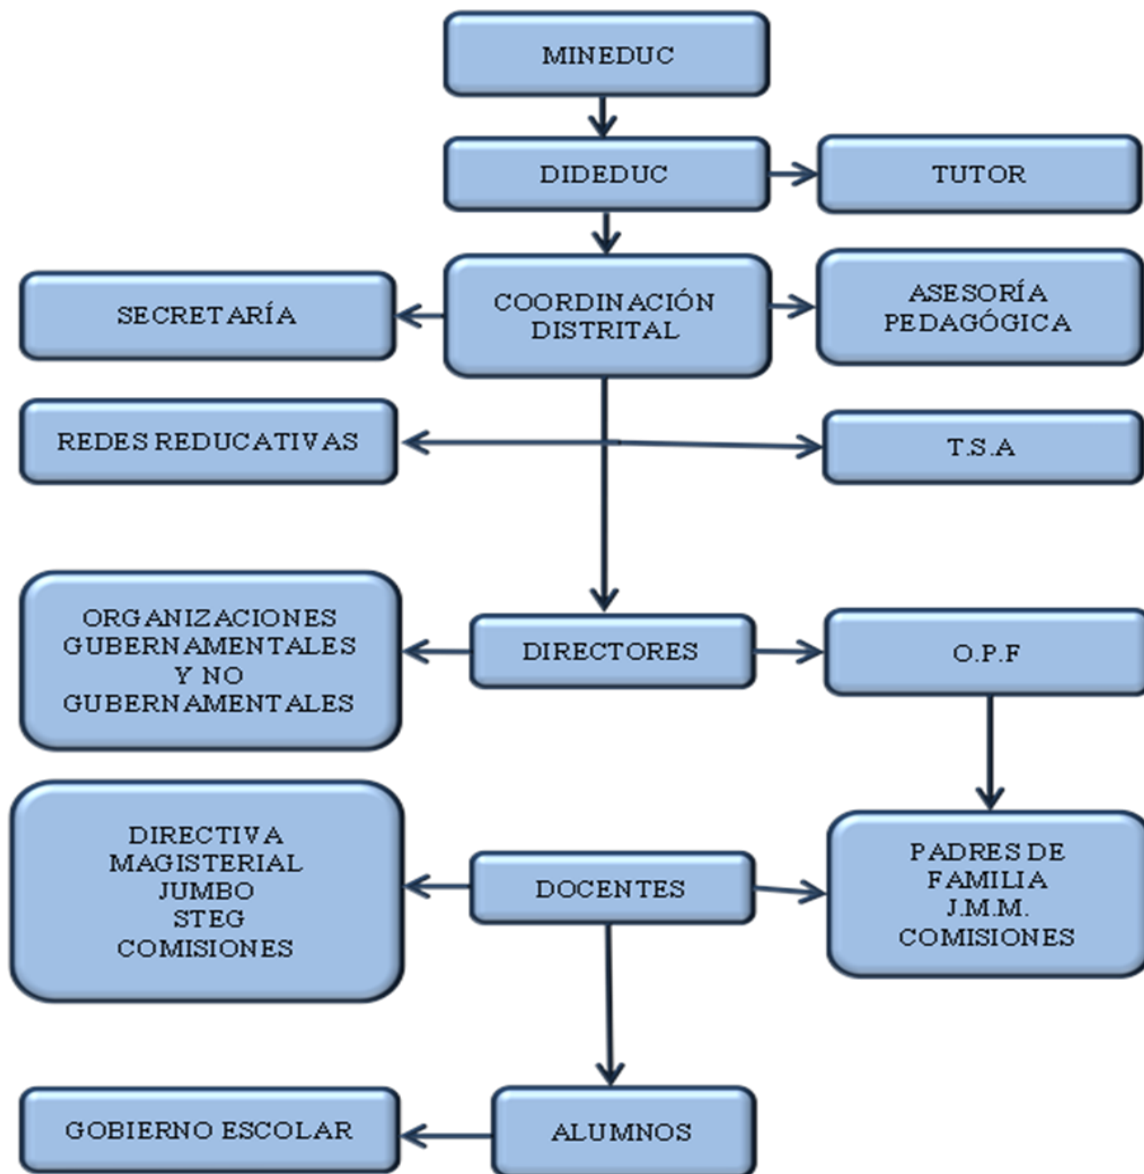 MINEDUC
DIDEDUC
TUTOR
SECRETARÍA
COORDINACIÓN
DISTRITAL
ASESORÍA
PEDAGÓGICA
REDES REDUCATIVAS
T.S.A
ORGANIZACIONES
GUBERNAMENTALES
Y NO
GUBERNAMENTALES
DIRECTORES
O.P.F
DIRECTIVA
MAGISTERIAL
JUMBO
STEG
COMISIONES
DOCENTES
PADRES DE
FAMILIA
J.M.M.
COMISIONES
GOBIERNO ESCOLAR
ALUMNOS